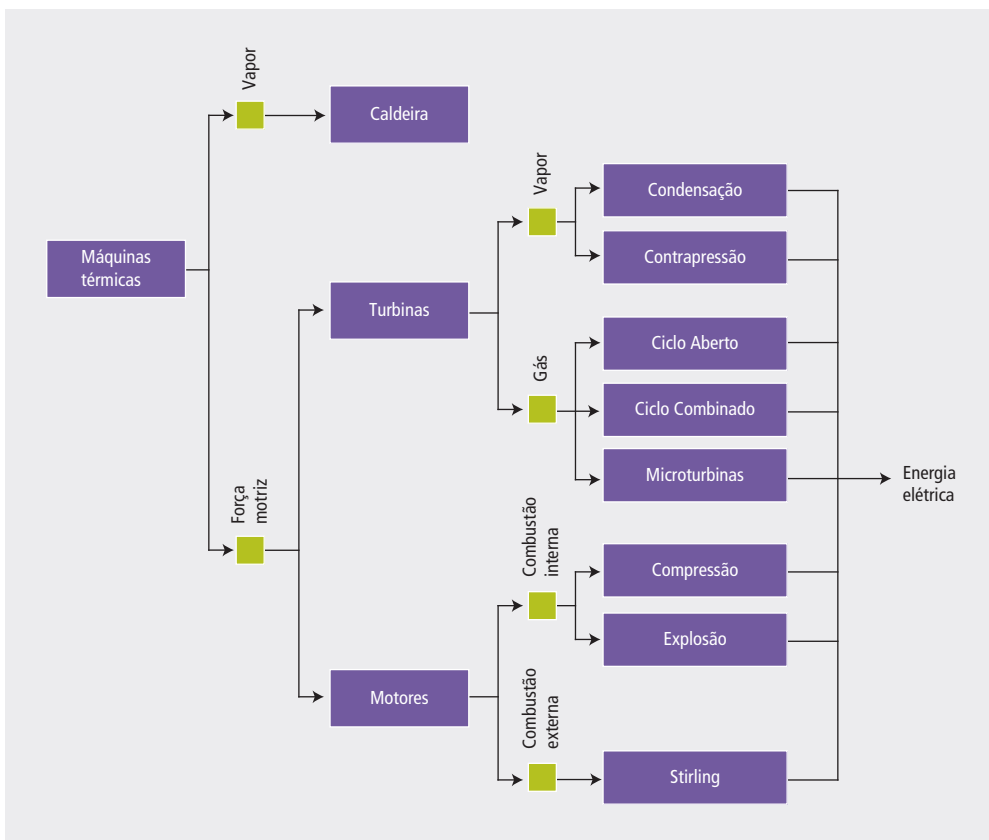 Vapor
Caldeira
Máquinas
térmicas
Força
motriz
Turbinas
Vapor
Condensação
Contrapressão
Gás
Ciclo Aberto
Ciclo Combinado
Microturbinas
Motores
Combustão
interna
Compressão
Explosão
Combustão
externa
Stirling
Energia
elétrica